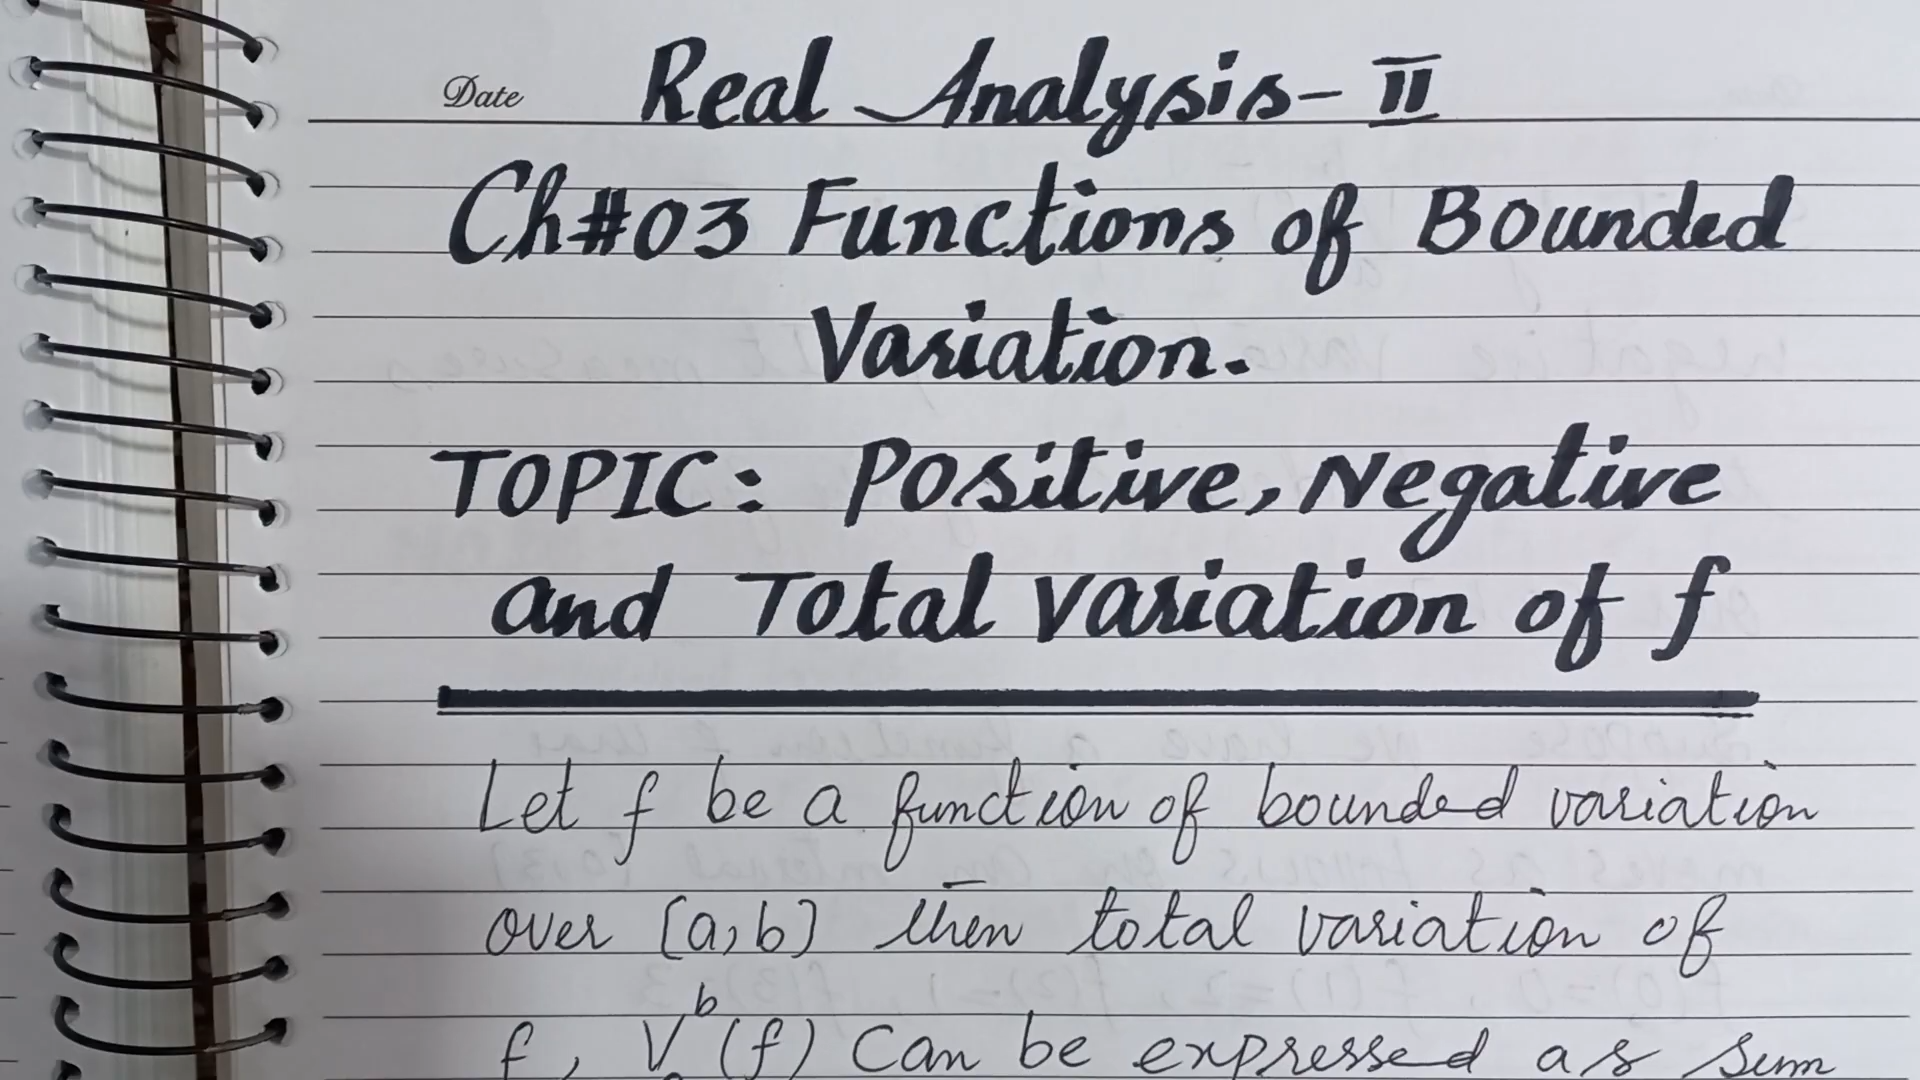 Date
Real Analysis-II
Ch#03 Functions of Bounded
Variation.
TOPIC: Positive, Negative
and Total Variation of f
Let f be a function of bounded variation
over [a,b] then total variation of
f, V_a^b(f) Can be expressed as sum